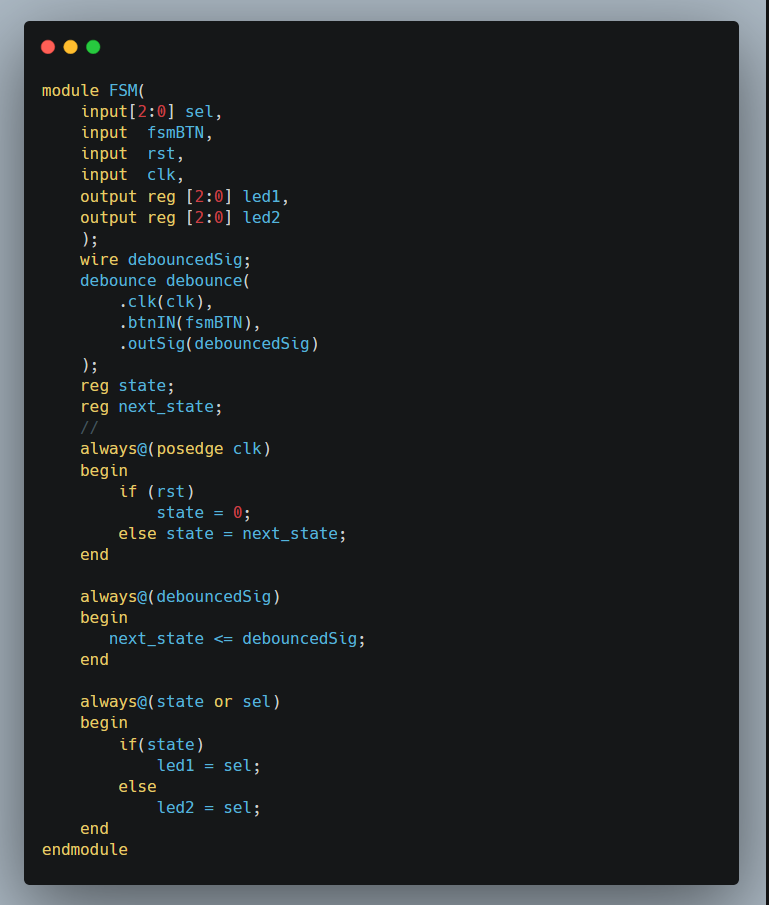 module FSM(
    input[2:0] sel,
    input  fsmBTN,
    input  rst,
    input  clk,
    output reg [2:0] led1,
    output reg [2:0] led2
    );
    wire debouncedSig;
    debounce debounce(
        .clk(clk),
        .btnIN(fsmBTN),
        .outSig(debouncedSig)
    );
    reg state;
    reg next_state;
    //
    always@(posedge clk)
    begin
        if (rst)
            state = 0;
        else state = next_state;
    end

    always@(debouncedSig)
    begin
       next_state <= debouncedSig;
    end

    always@(state or sel)
    begin
        if(state)
            led1 = sel;
        else
            led2 = sel;
    end
endmodule